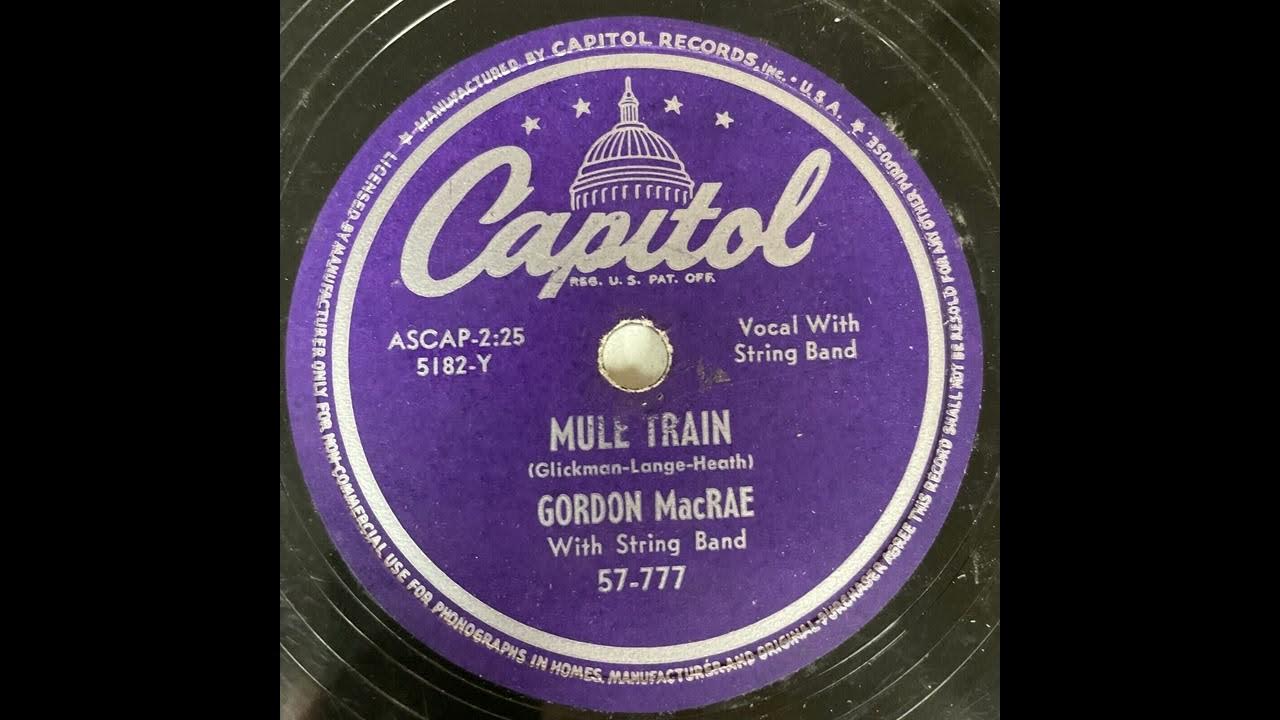 LICENSED BY MANUFACTURER ONLY FOR NON-COMMERCIAL USE FOR PHONOGRAPHS IN HOMES. MANUFACTURER AND ORIGINAL PURCHASER AGREE THIS RECORD SHALL NOT BE RESOLD FOR ANY OTHER PURPOSE.
MANUFACTURED BY CAPITOL RECORDS, INC. • U.S.A.
Capitol
REG. U. S. PAT. OFF.
ASCAP-2:25
5182-Y
Vocal With
String Band
MULE TRAIN
(Glickman-Lange-Heath)
GORDON MacRAE
With String Band
57-777